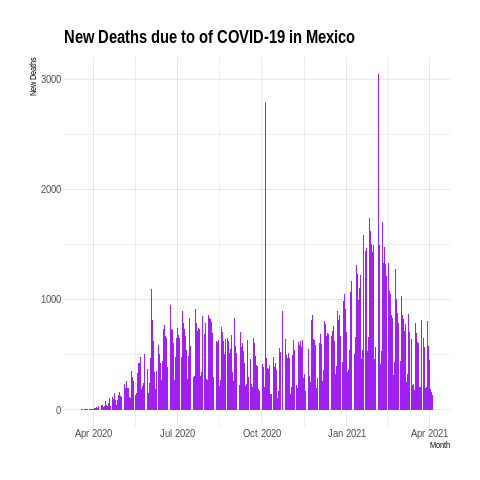 New Deaths due to of COVID-19 in Mexico
New Deaths
3000
2000
1000
0
Apr 2020 Jul 2020 Oct 2020 Jan 2021 Apr 2021
Month